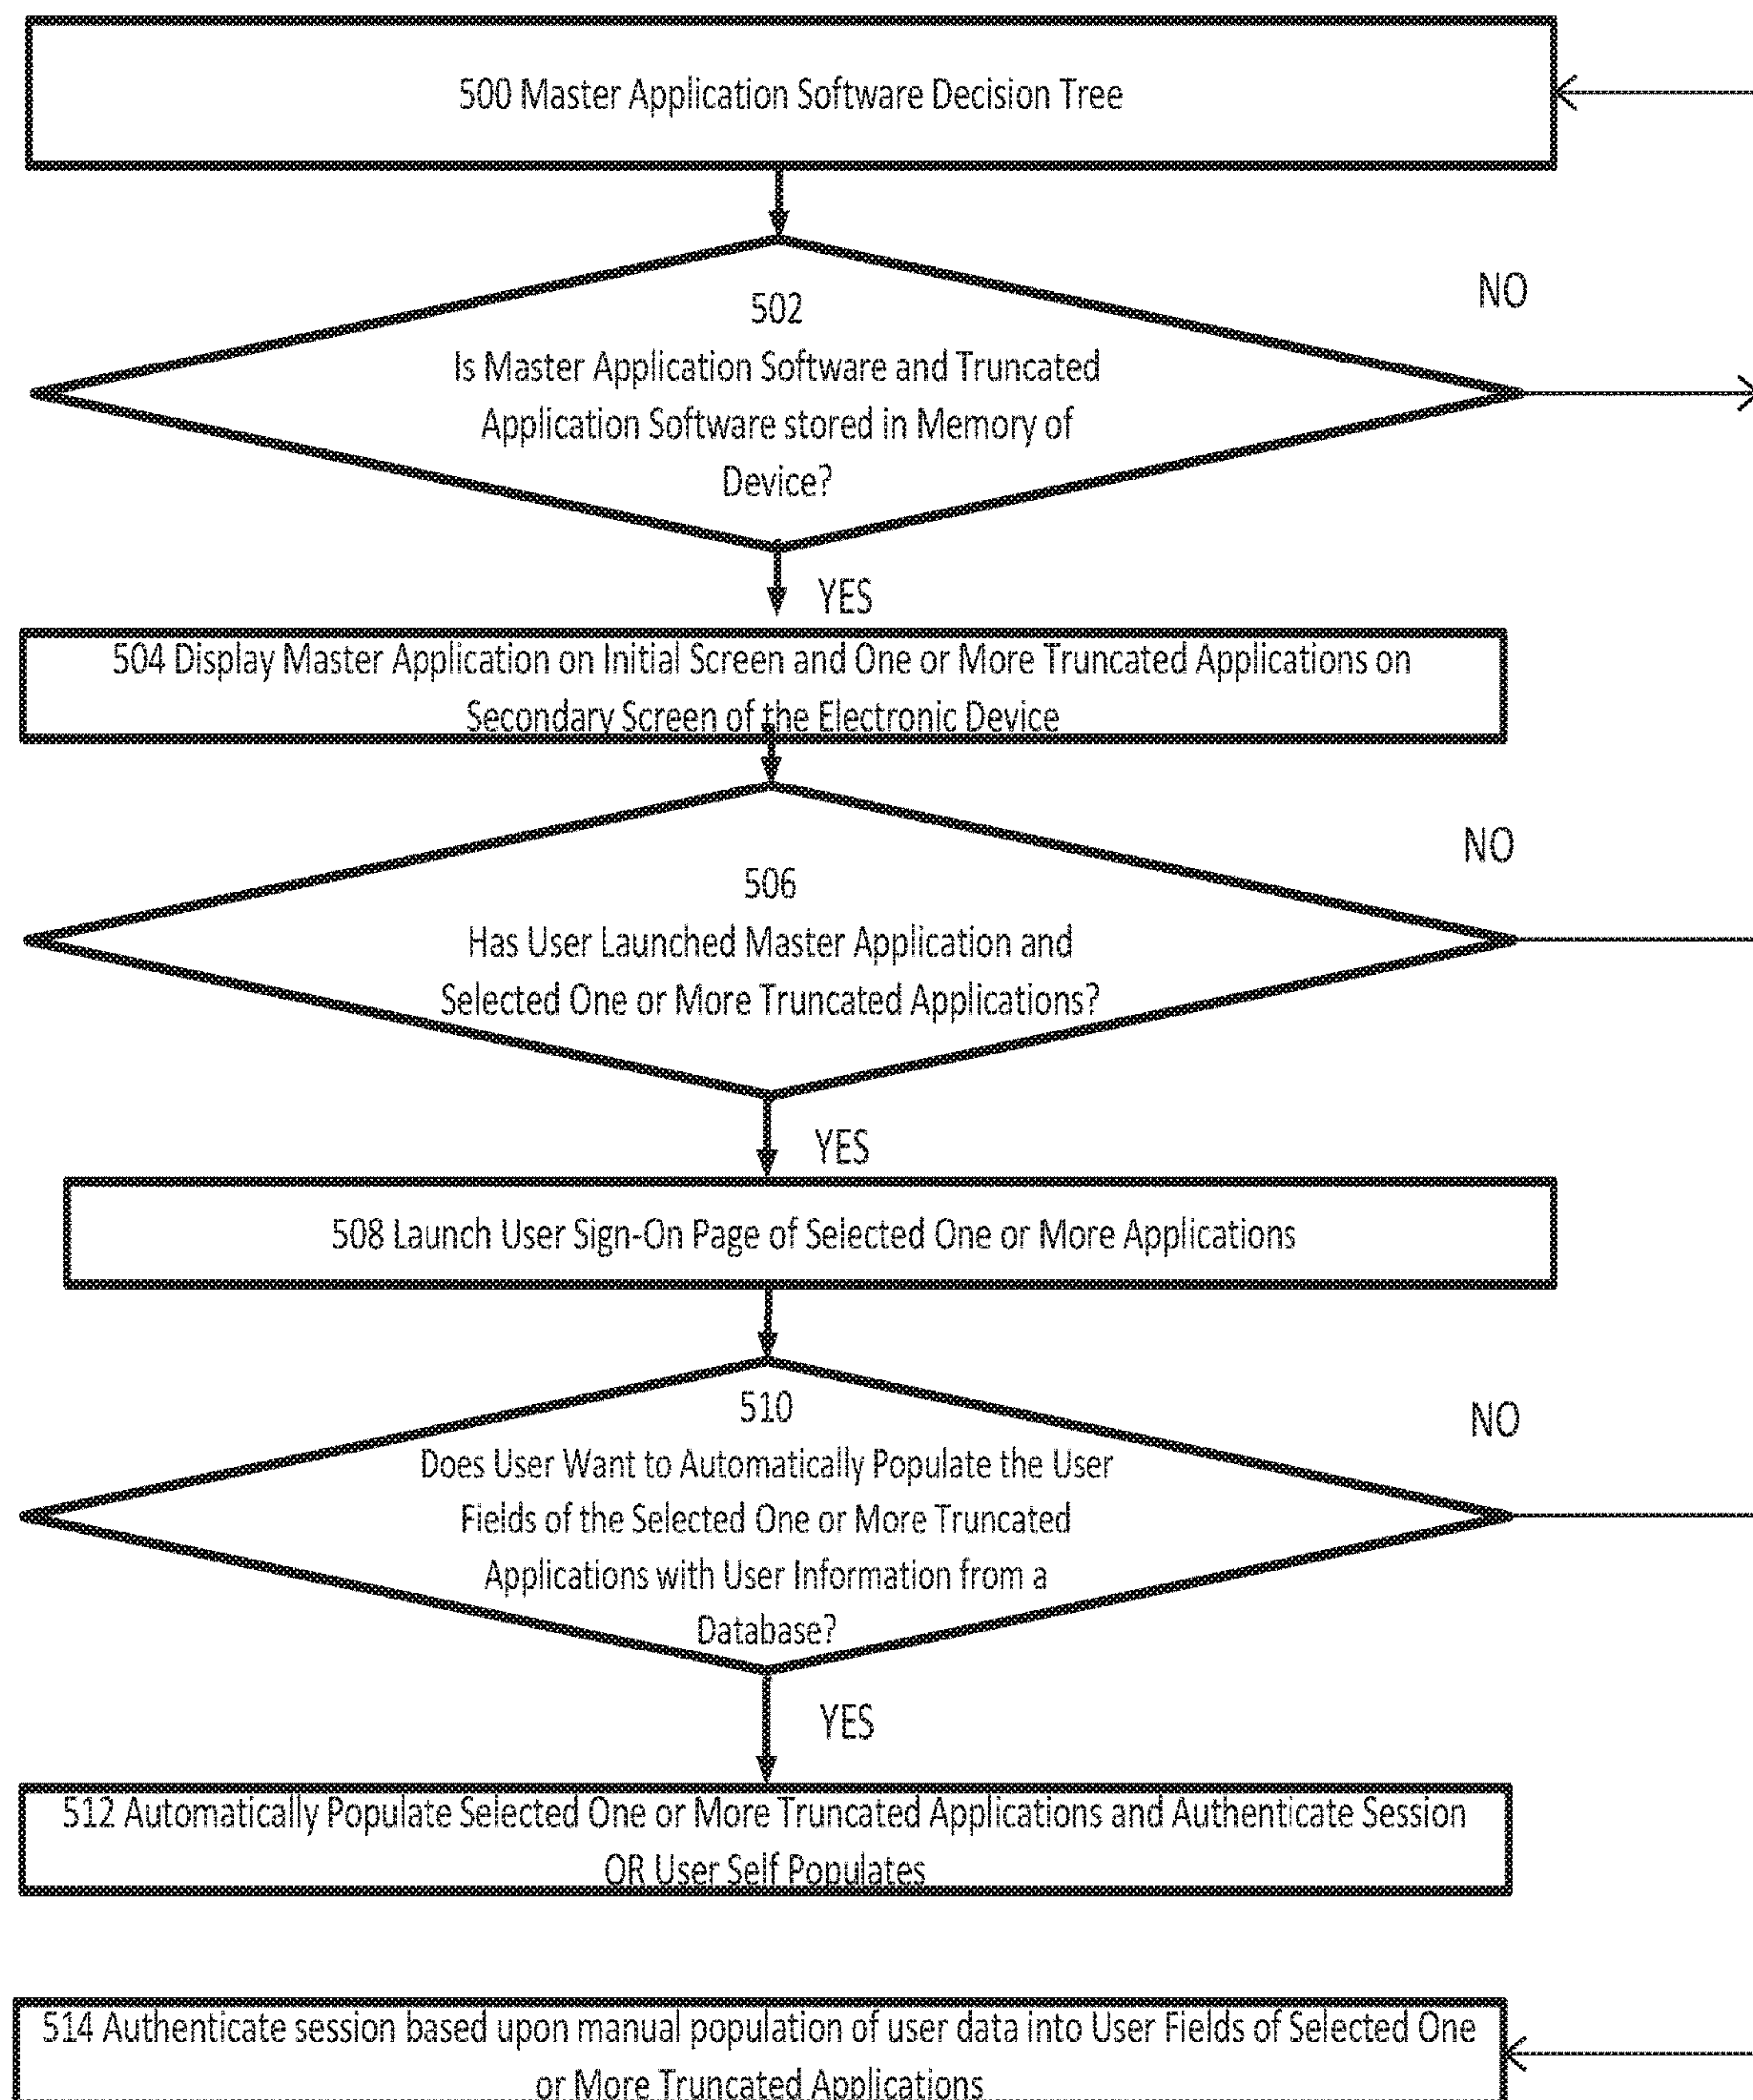 500 Master Application Software Decision Tree
502
NO
Is Master Application Software and Truncated
Application Software stored in Memory of
Device?
YES
504 Display Master Application on Initial Screen and One or More Truncated Applications on
Secondary Screen of the Electronic Device
NO
506
Has User Launched Master Application and
Selected One or More Truncated Applications?
YES
508 Launch User Sign-On Page of Selected One or More Applications
510
NO
Does User Want to Automatically Populate the User
Fields of the Selected One or More Truncated
Applications with User Information from a
Database?
YES
512 Automatically Populate Selected One or More Truncated Applications and Authenticate Session
OR User Self Populates
514 Authenticate session based upon manual population of user data into User Fields of Selected One
or More Truncated Applications